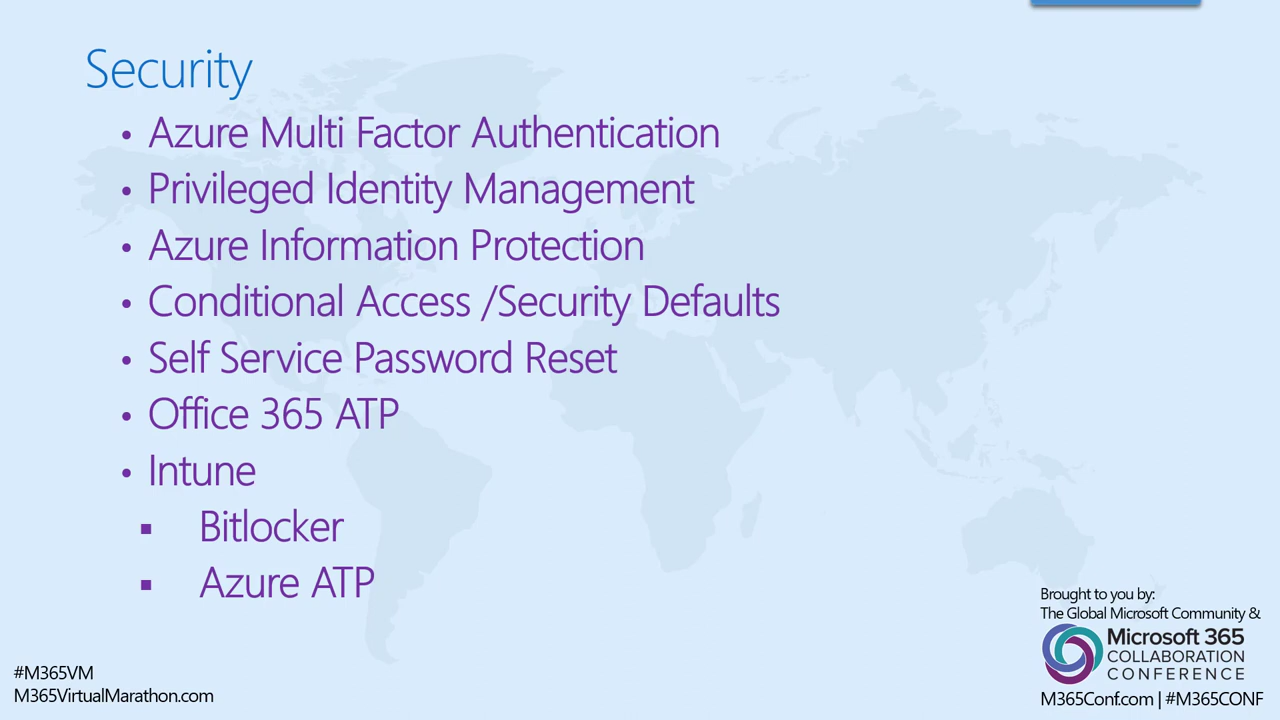 Security
• Azure Multi Factor Authentication
• Privileged Identity Management
• Azure Information Protection
• Conditional Access /Security Defaults
• Self Service Password Reset
• Office 365 ATP
• Intune
▪ Bitlocker
▪ Azure ATP
Brought to you by:
The Global Microsoft Community &
Microsoft 365
COLLABORATION
CONFERENCE
M365Conf.com | #M365CONF
#M365VM
M365VirtualMarathon.com